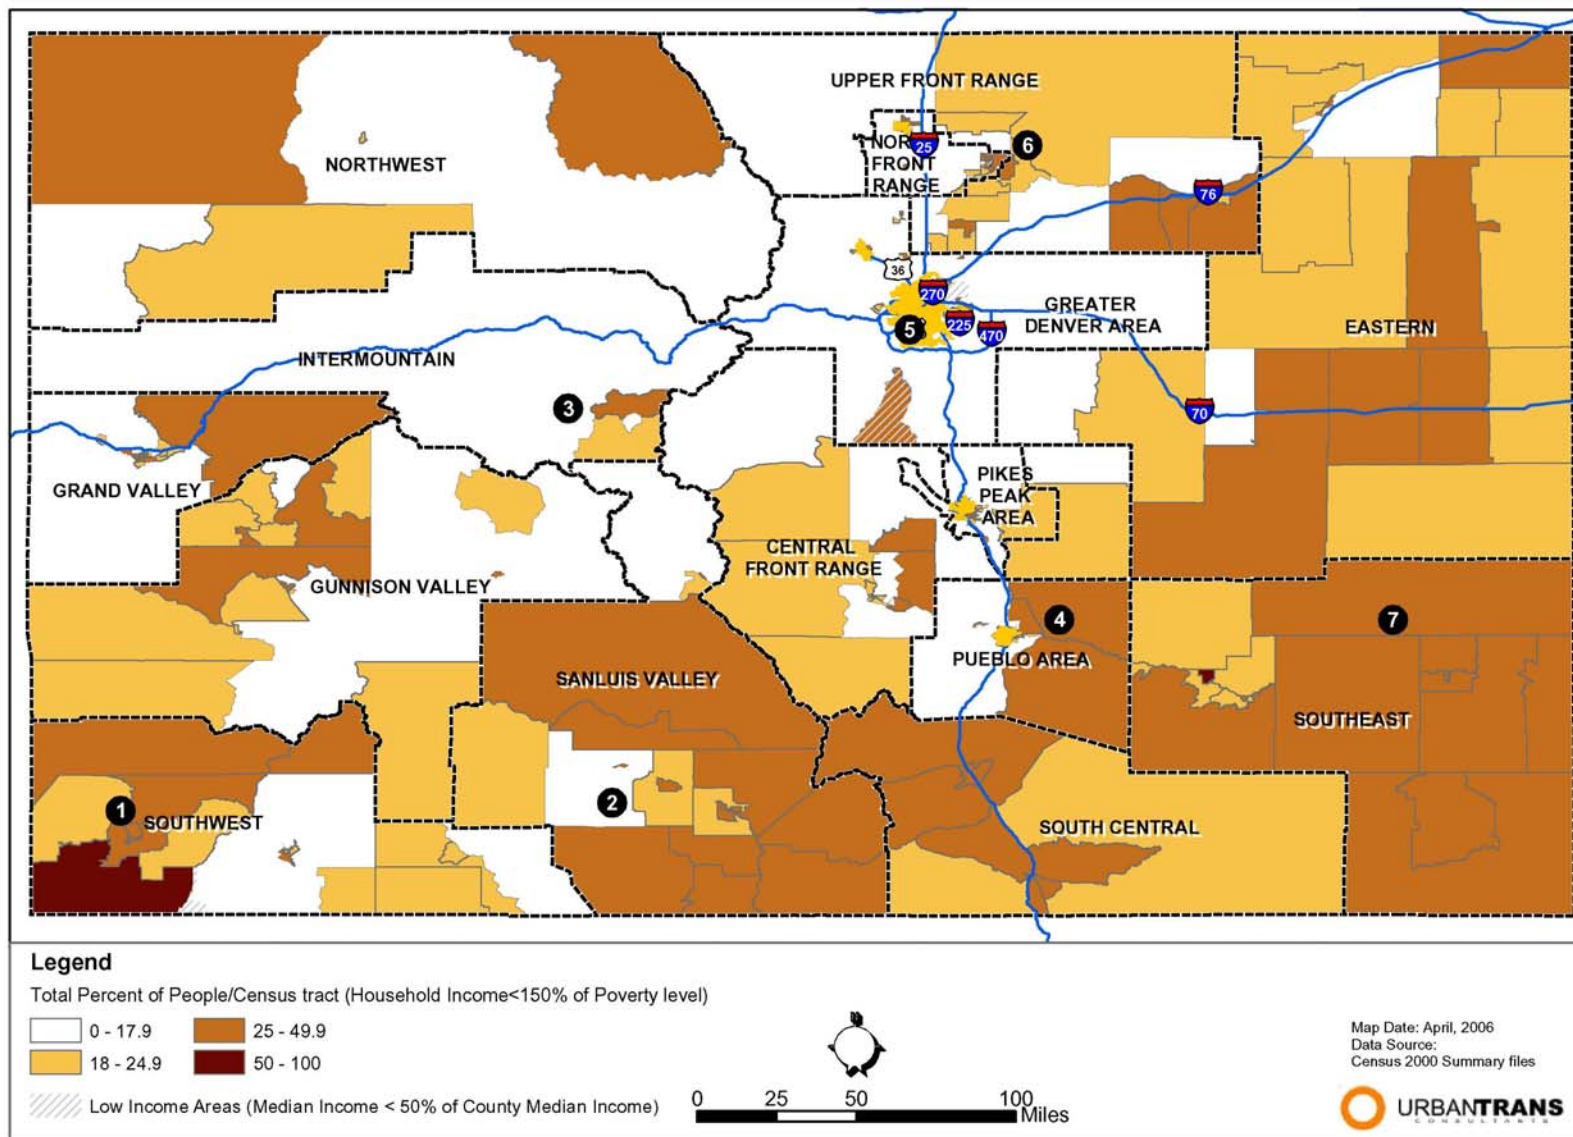 UPPER FRONT RANGE
6
25
NOR
FRONT
RANGE
NORTHWEST
76
36
270
GREATER
DENVER AREA
5
225
470
EASTERN
INTERMOUNTAIN
3
70
GRAND VALLEY
PIKES
PEAK
AREA
CENTRAL
FRONT RANGE
GUNNISON VALLEY
4
7
PUEBLO AREA
SANLUIS VALLEY
SOUTHEAST
1
2
SOUTHWEST
SOUTH CENTRAL
Legend
Total Percent of People/Census tract (Household Income<150% of Poverty level)
0 - 17.9
25 - 49.9
18 - 24.9
50 - 100
Low Income Areas (Median Income < 50% of County Median Income)
0 25 50 100
Miles
Map Date: April, 2006
Data Source:
Census 2000 Summary files
URBANTRANS
CONSULTANTS